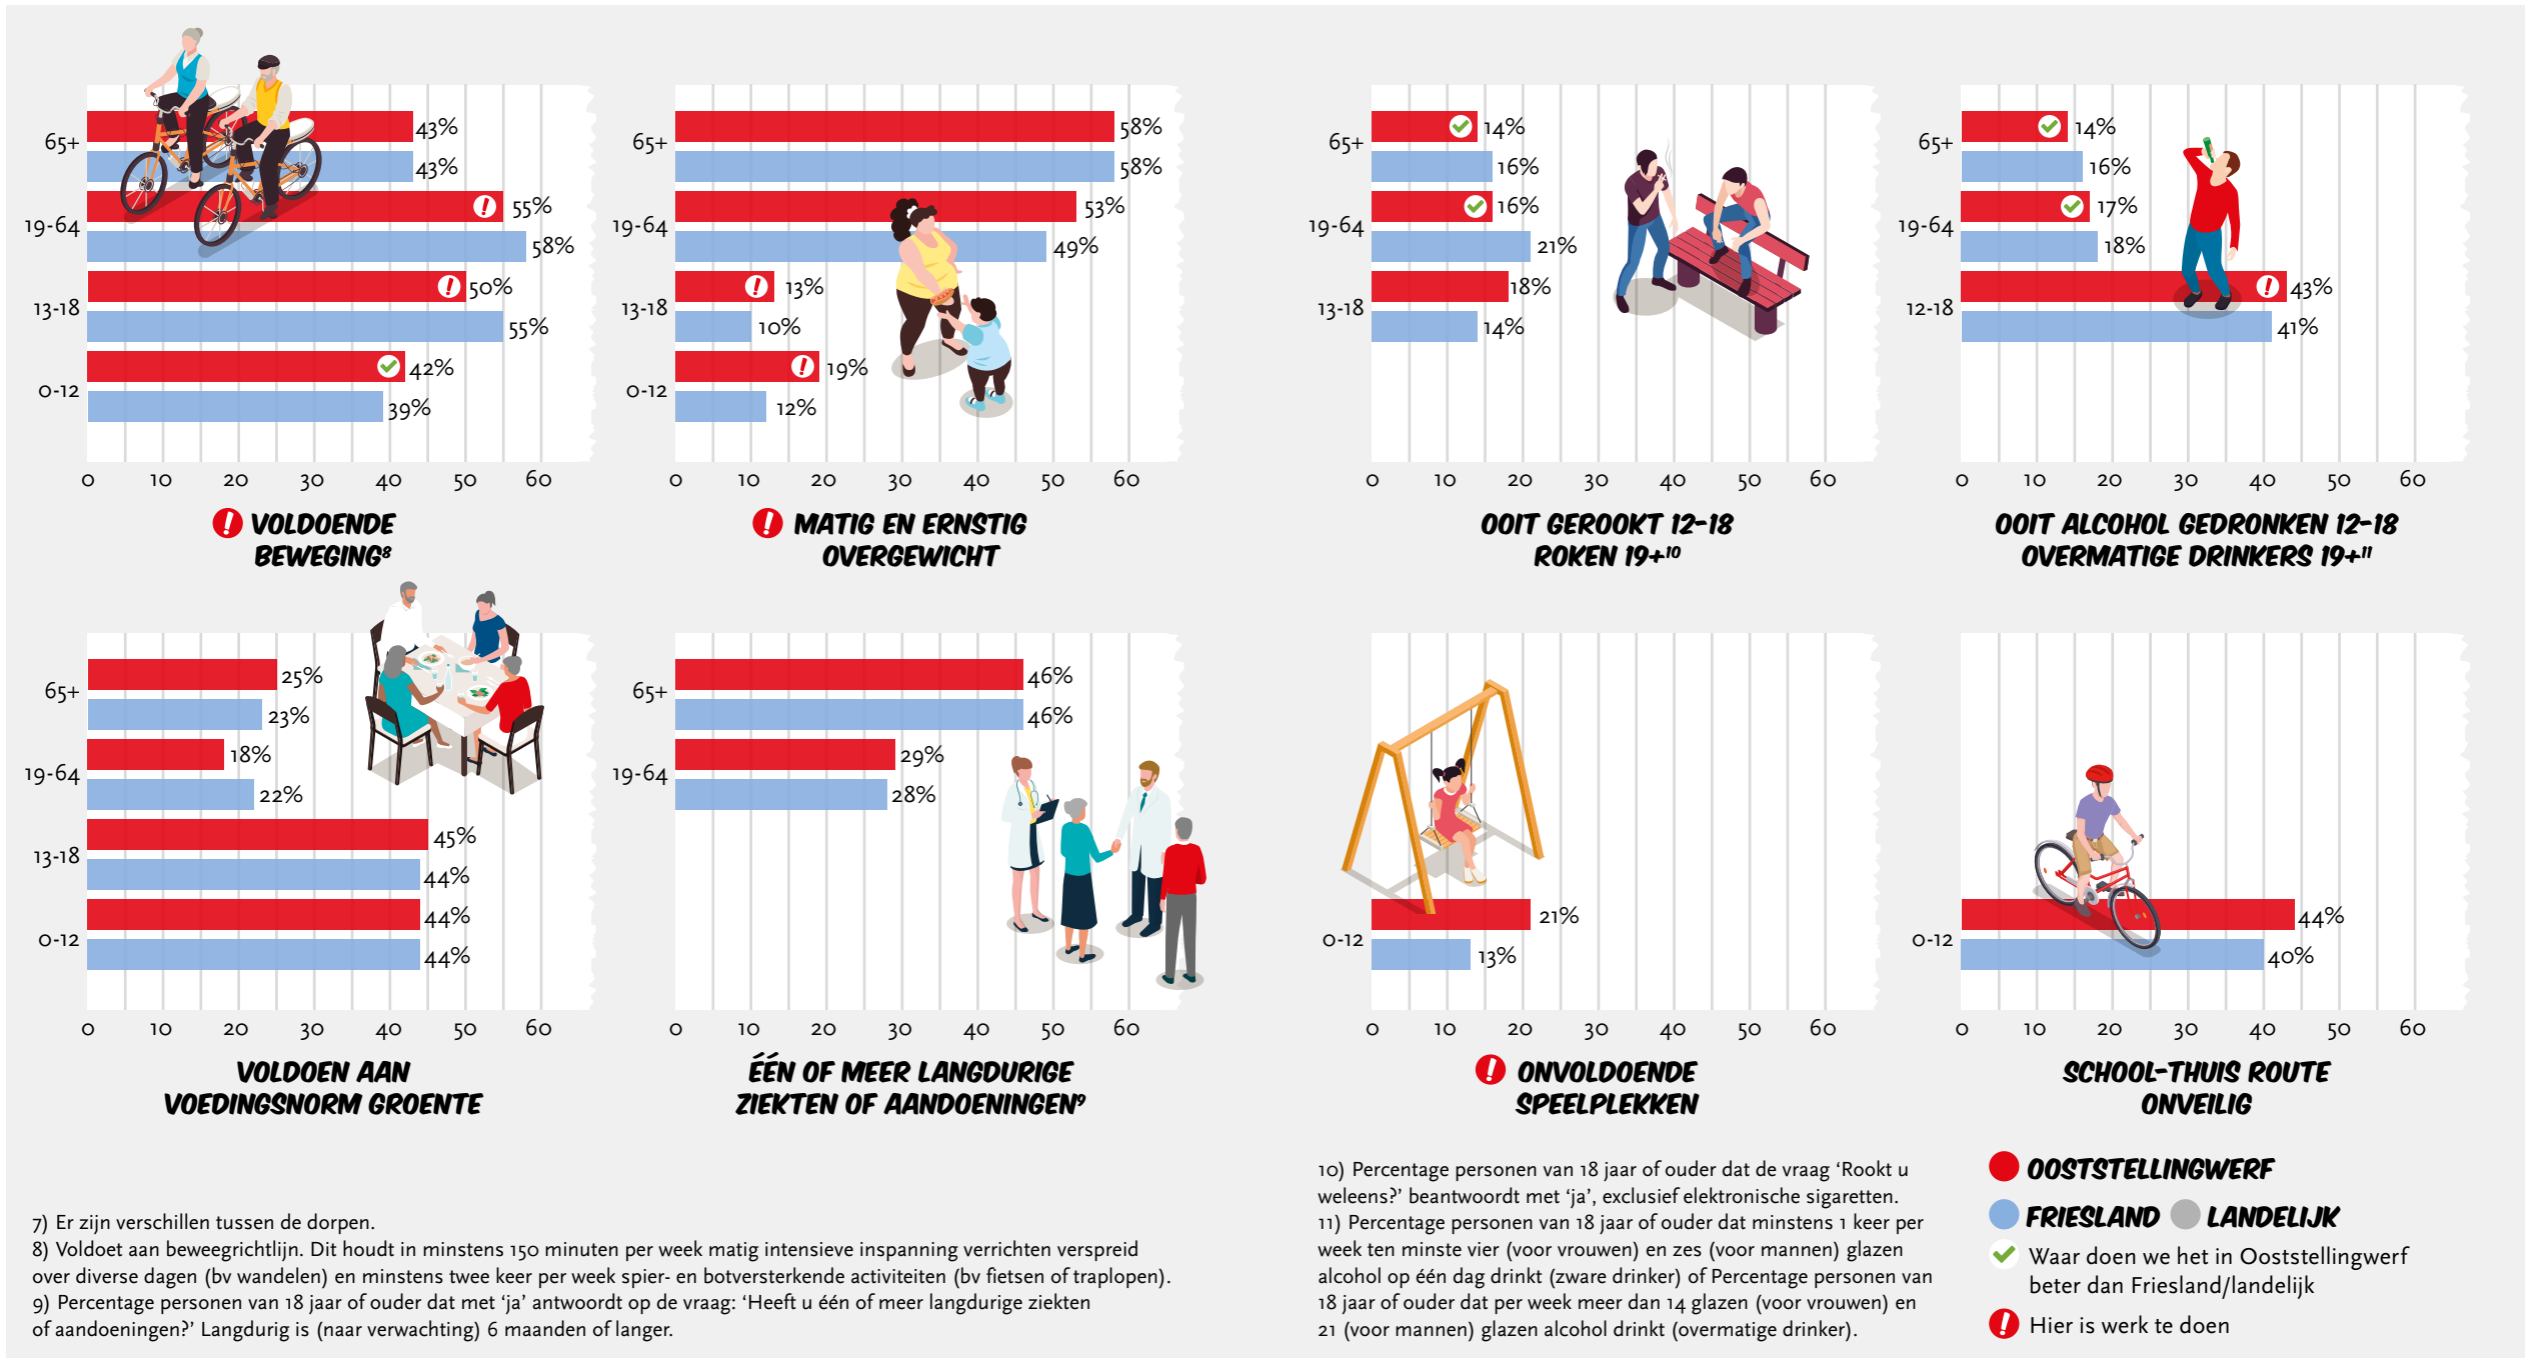 65+
43%
43%
19-64
55%
58%
13-18
50%
55%
0-12
42%
39%
0 10 20 30 40 50 60
! VOLDOENDE
BEWEGING⁸
65+
58%
58%
19-64
53%
49%
13-18
13%
10%
0-12
19%
12%
0 10 20 30 40 50 60
! MATIG EN ERNSTIG
OVERGEWICHT
65+
14%
16%
19-64
16%
21%
13-18
18%
14%
0 10 20 30 40 50 60
OOIT GEROOKT 12-18
ROKEN 19+¹⁰
65+
14%
16%
19-64
17%
18%
12-18
43%
41%
0 10 20 30 40 50 60
OOIT ALCOHOL GEDRONKEN 12-18
OVERMATIGE DRINKERS 19+¹¹
65+
25%
23%
19-64
18%
22%
13-18
45%
44%
0-12
44%
44%
0 10 20 30 40 50 60
VOLDOEN AAN
VOEDINGSNORM GROENTE
65+
46%
46%
19-64
29%
28%
0 10 20 30 40 50 60
ÉÉN OF MEER LANGDURIGE
ZIEKTEN OF AANDOENINGEN⁹
0-12
21%
13%
0 10 20 30 40 50 60
! ONVOLDOENDE
SPEELPLEKKEN
0-12
44%
40%
0 10 20 30 40 50 60
SCHOOL-THUIS ROUTE
ONVEILIG
7) Er zijn verschillen tussen de dorpen.
8) Voldoet aan beweegrichtlijn. Dit houdt in minstens 150 minuten per week matig intensieve inspanning verrichten verspreid
over diverse dagen (bv wandelen) en minstens twee keer per week spier- en botversterkende activiteiten (bv fietsen of traplopen).
9) Percentage personen van 18 jaar of ouder dat met ‘ja’ antwoordt op de vraag: ‘Heeft u één of meer langdurige ziekten
of aandoeningen?’ Langdurig is (naar verwachting) 6 maanden of langer.
10) Percentage personen van 18 jaar of ouder dat de vraag ‘Rookt u
weleens?’ beantwoordt met ‘ja’, exclusief elektronische sigaretten.
11) Percentage personen van 18 jaar of ouder dat minstens 1 keer per
week ten minste vier (voor vrouwen) en zes (voor mannen) glazen
alcohol op één dag drinkt (zware drinker) of Percentage personen van
18 jaar of ouder dat per week meer dan 14 glazen (voor vrouwen) en
21 (voor mannen) glazen alcohol drinkt (overmatige drinker).
OOSTSTELLINGWERF
FRIESLAND LANDELIJK
Waar doen we het in Ooststellingwerf
beter dan Friesland/landelijk
! Hier is werk te doen